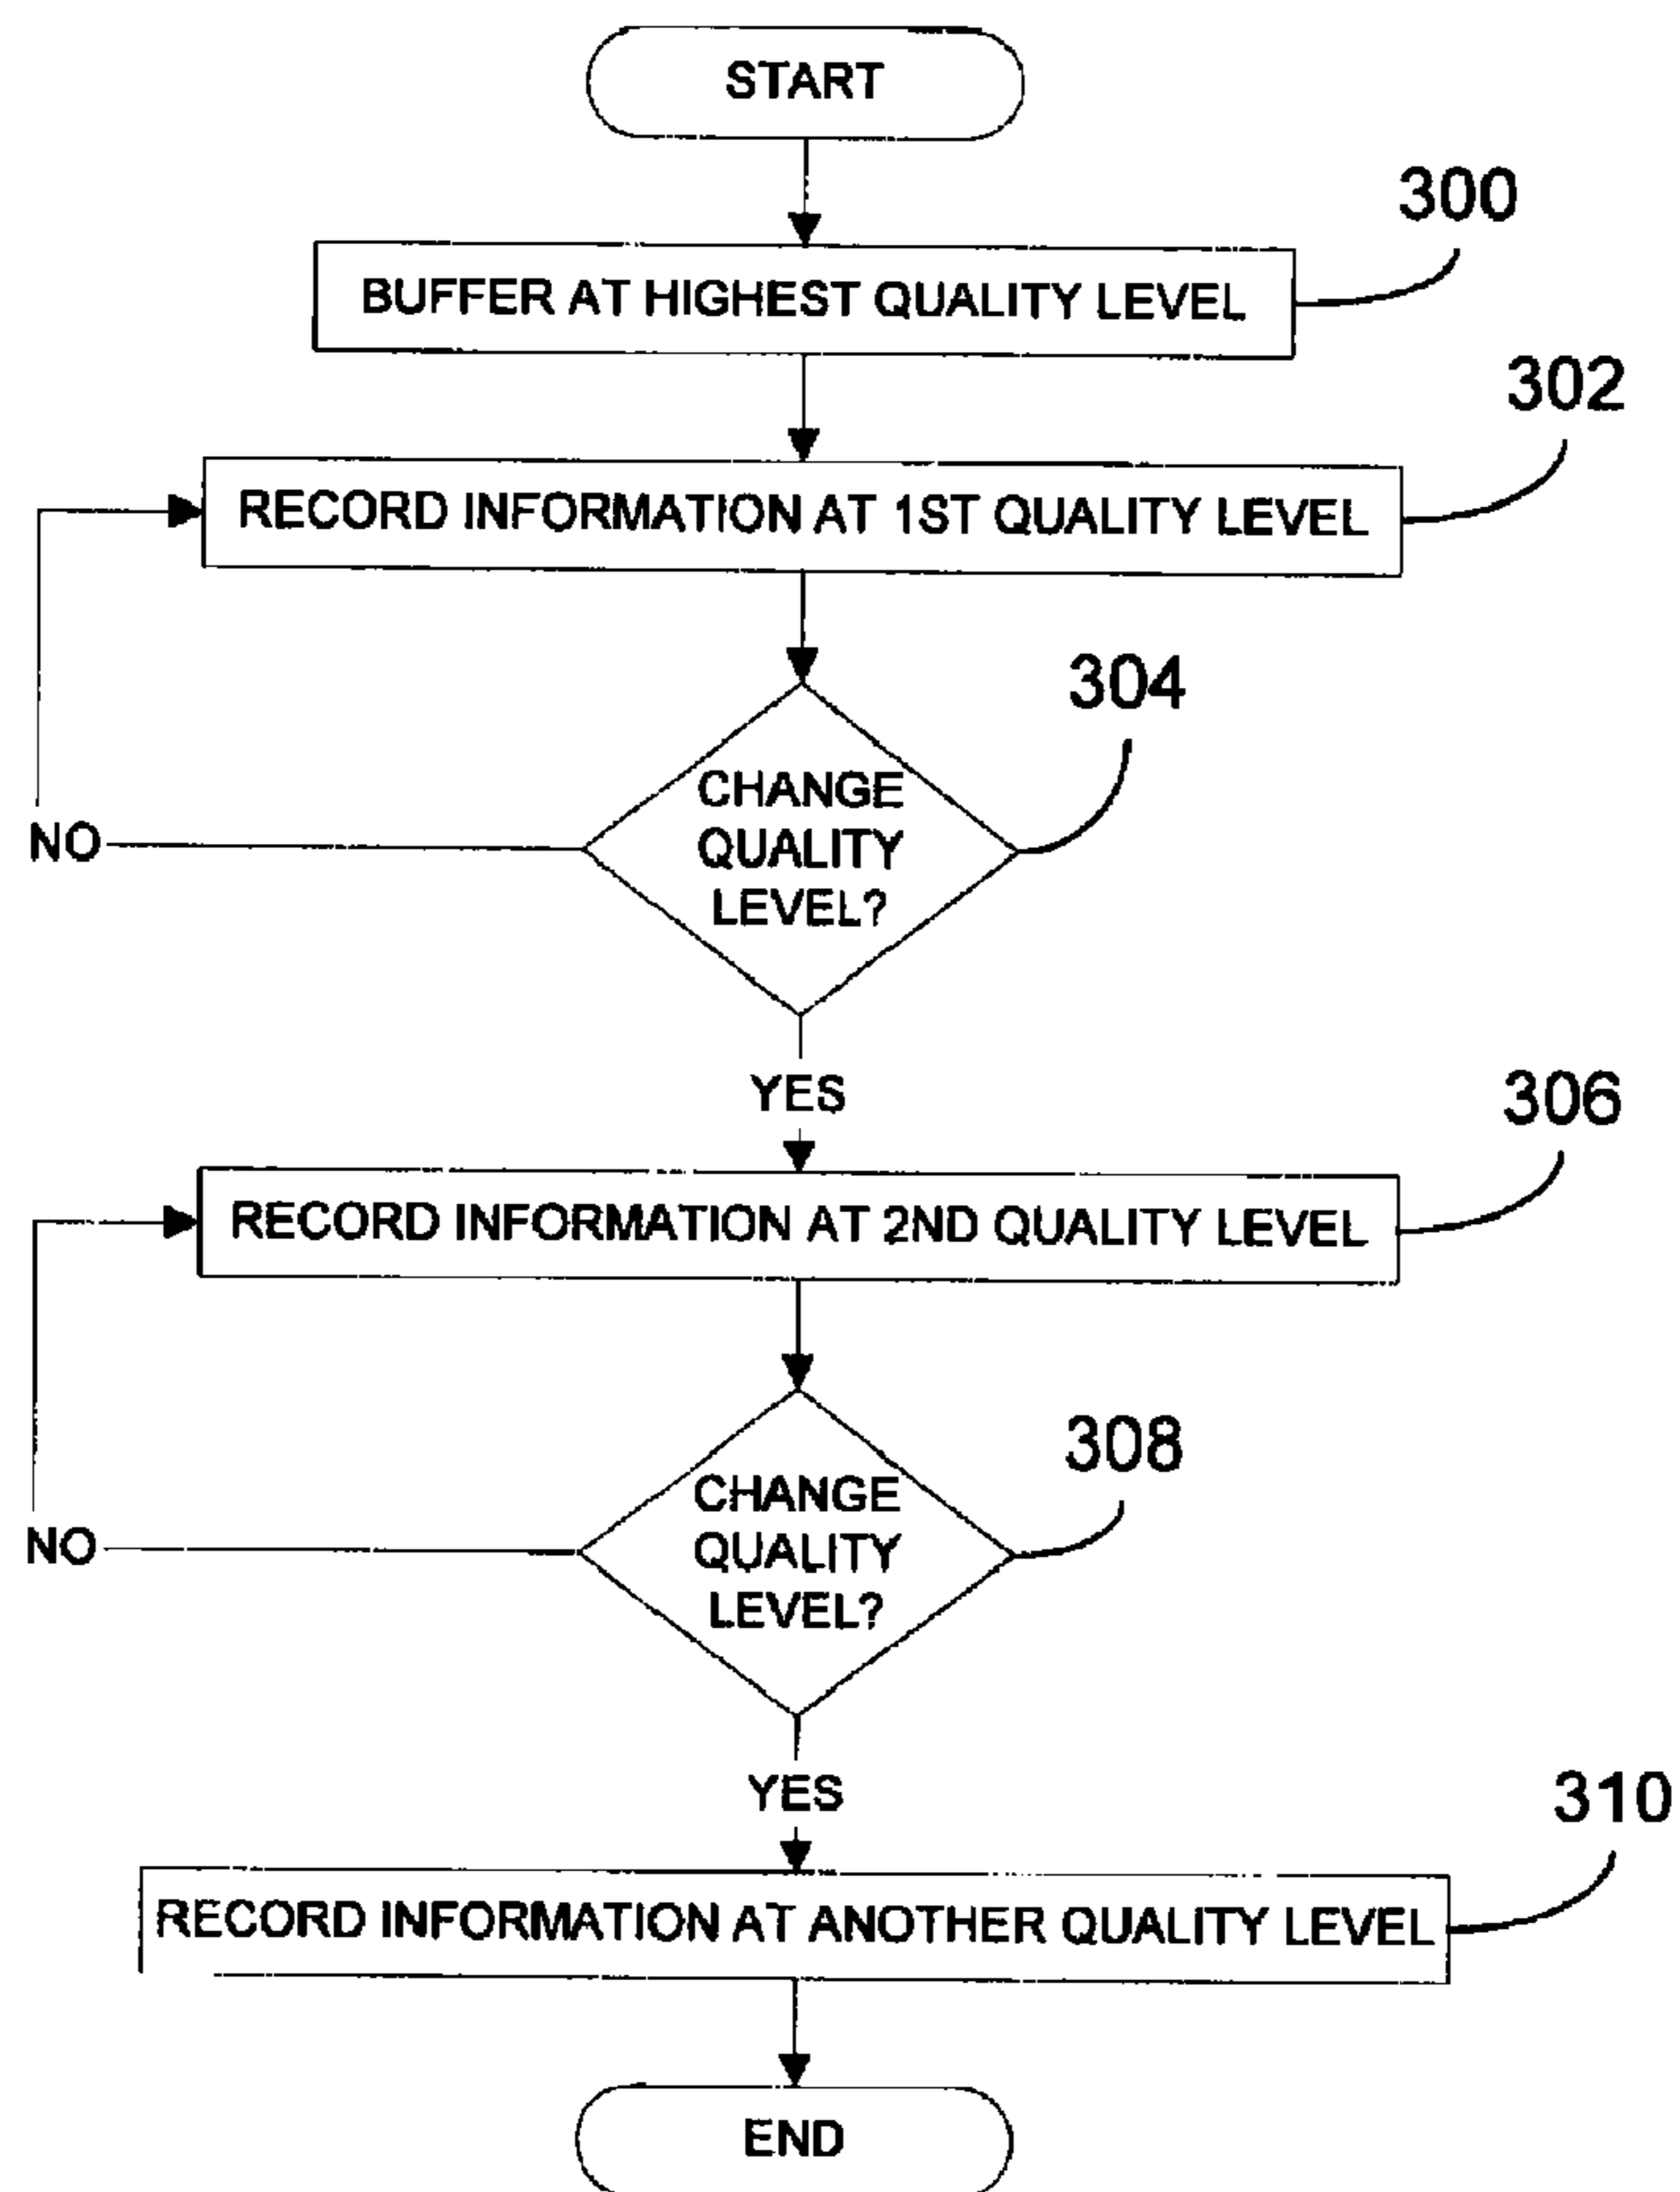 START
300
BUFFER AT HIGHEST QUALITY LEVEL
302
RECORD INFORMATION AT 1ST QUALITY LEVEL
304
CHANGE
QUALITY
LEVEL?
NO
YES
306
RECORD INFORMATION AT 2ND QUALITY LEVEL
308
CHANGE
QUALITY
LEVEL?
NO
YES
310
RECORD INFORMATION AT ANOTHER QUALITY LEVEL
END